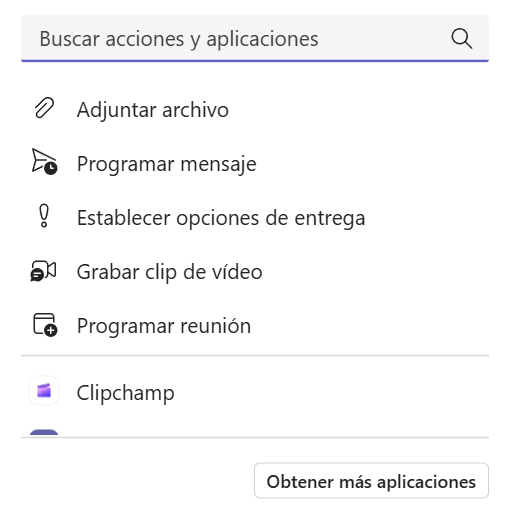 Buscar acciones y aplicaciones
Adjuntar archivo
Programar mensaje
Establecer opciones de entrega
Grabar clip de vídeo
Programar reunión
Clipchamp
Obtener más aplicaciones